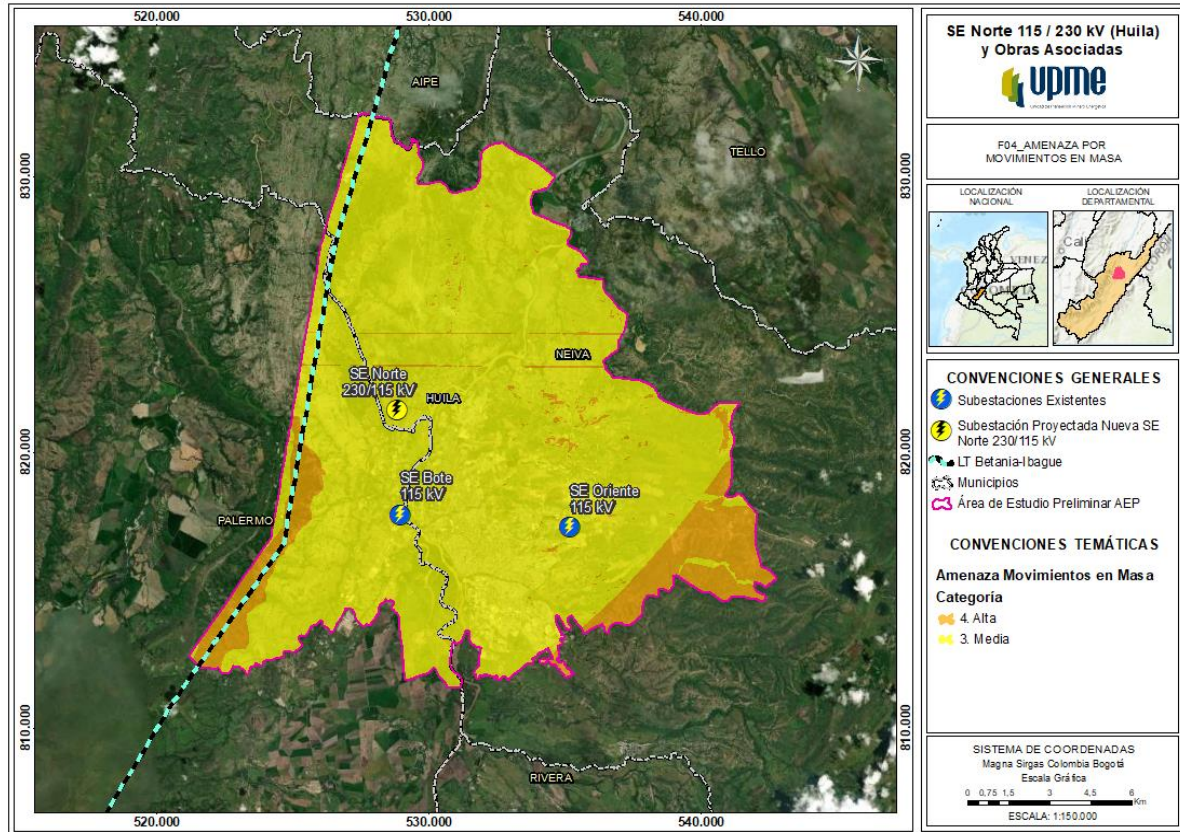 520.000
530.000
540.000
830.000
820.000
810.000
830.000
820.000
810.000
520.000
530.000
540.000
AIPE
TELLO
NEIVA
SE Norte
230/115 kV
HUILA
SE Bote
115 kV
SE Oriente
115 kV
PALERMO
RIVERA
SE Norte 115 / 230 kV (Huila)
y Obras Asociadas
upme
F04_AMENAZA POR
MOVIMIENTOS EN MASA
LOCALIZACIÓN
NACIONAL
LOCALIZACIÓN
DEPARTAMENTAL
VENEZ
Cali
CONVENCIONES GENERALES
Subestaciones Existentes
Subestación Proyectada Nueva SE
Norte 230/115 kV
LT Betania-Ibague
Municipios
Área de Estudio Preliminar AEP
CONVENCIONES TEMÁTICAS
Amenaza Movimientos en Masa
Categoría
4. Alta
3. Media
SISTEMA DE COORDENADAS
Magna Sirgas Colombia Bogotá
Escala Gráfica
0 0,75 1,5 3 4,5 6
Km
ESCALA: 1:150.000